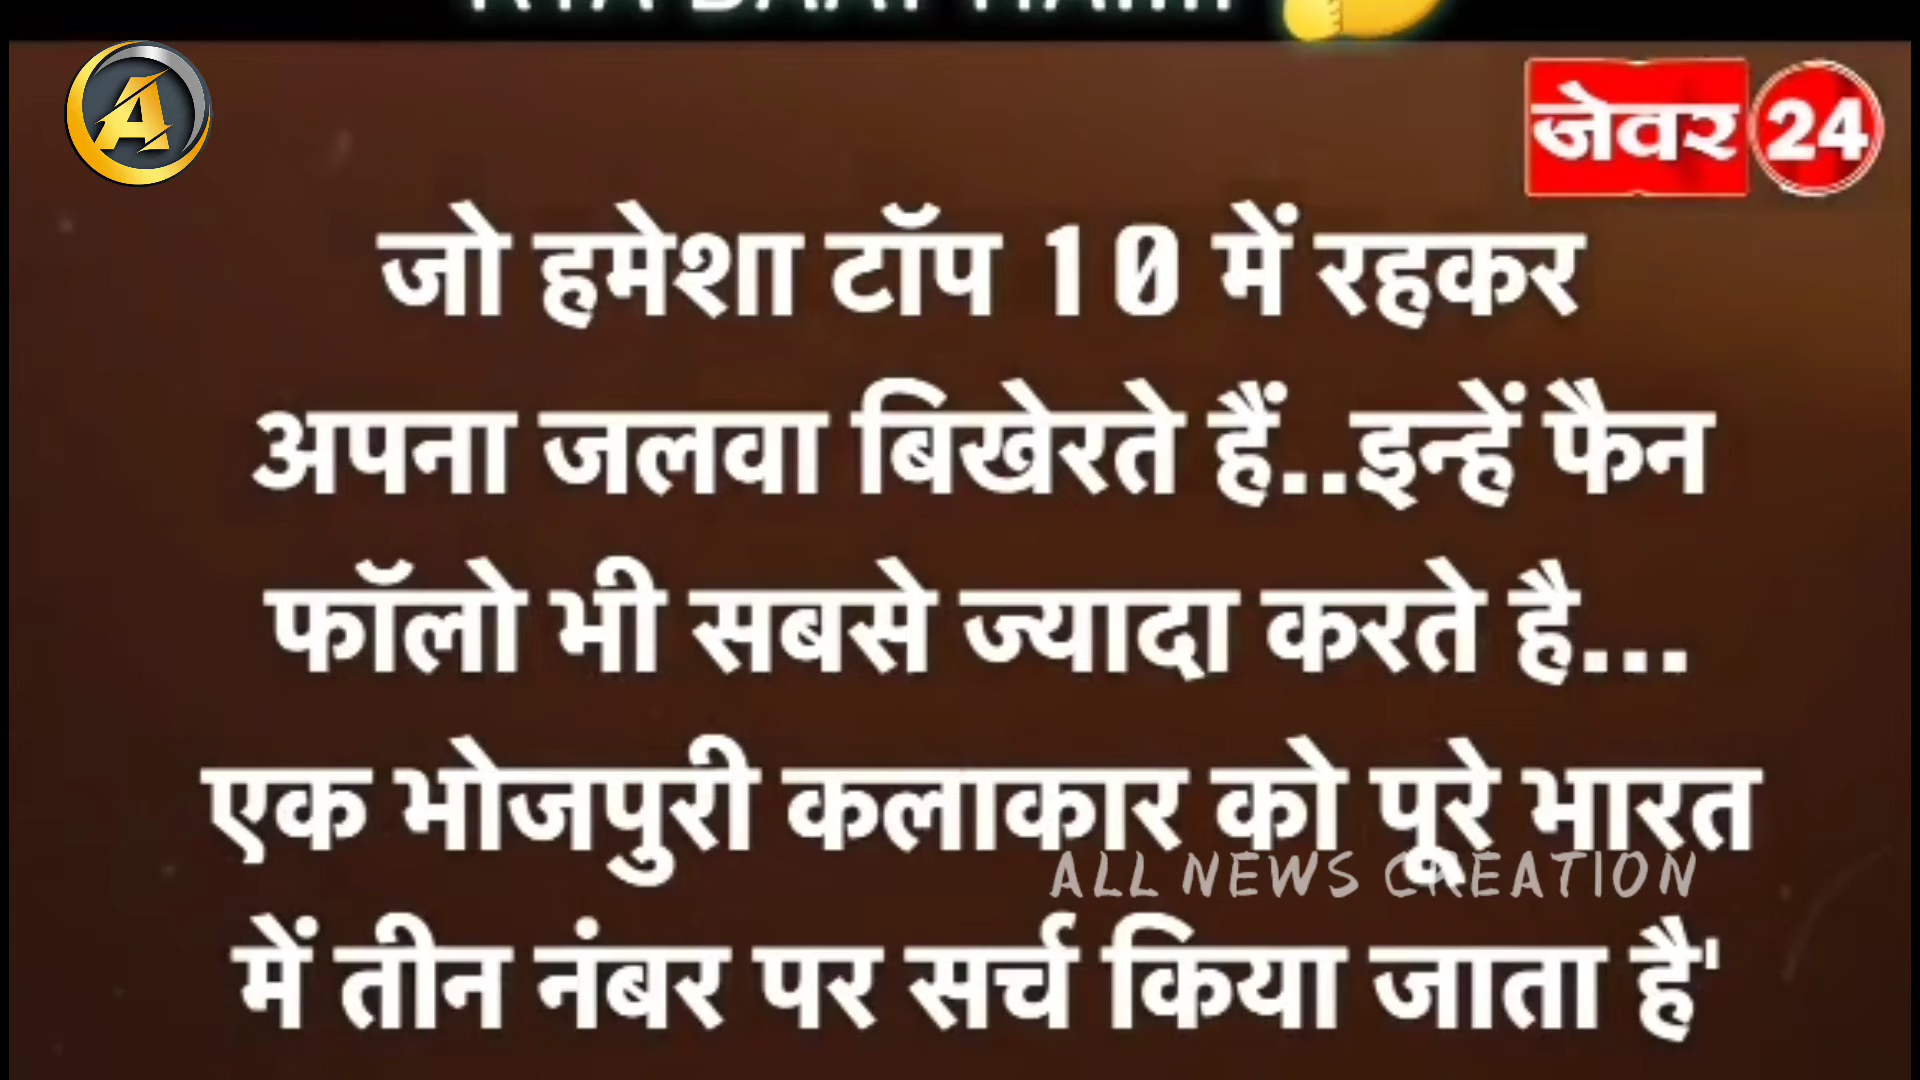 जेवर 24
जो हमेशा टॉप 10 में रहकर
अपना जलवा बिखेरते हैं..इन्हें फैन
फॉलो भी सबसे ज्यादा करते है...
एक भोजपुरी कलाकार को पूरे भारत
ALL NEWS CREATION
में तीन नंबर पर सर्च किया जाता है'